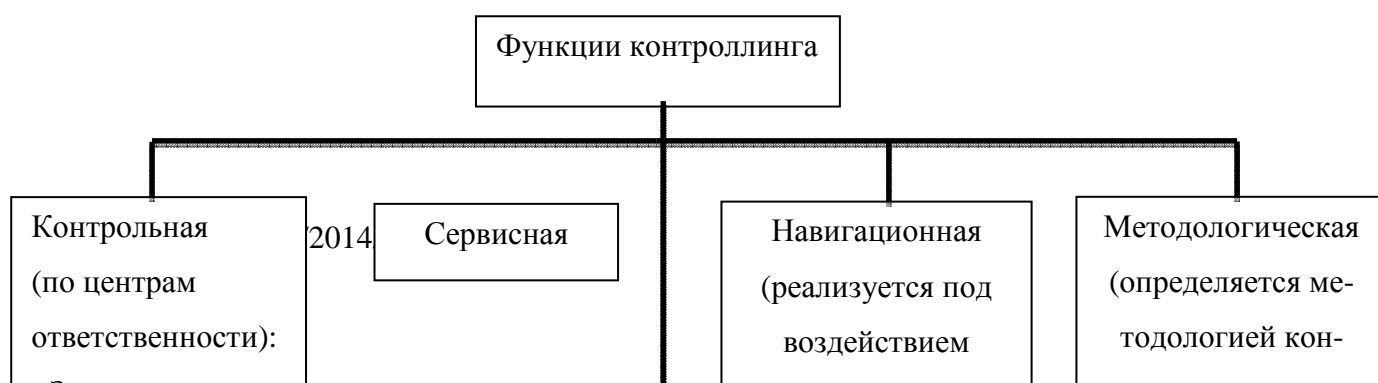 Функции контроллинга
Контрольная
(по центрам
ответственности):
/2014
Сервисная
Навигационная
(реализуется под
воздействием
Методологическая
(определяется ме-
тодологией кон-